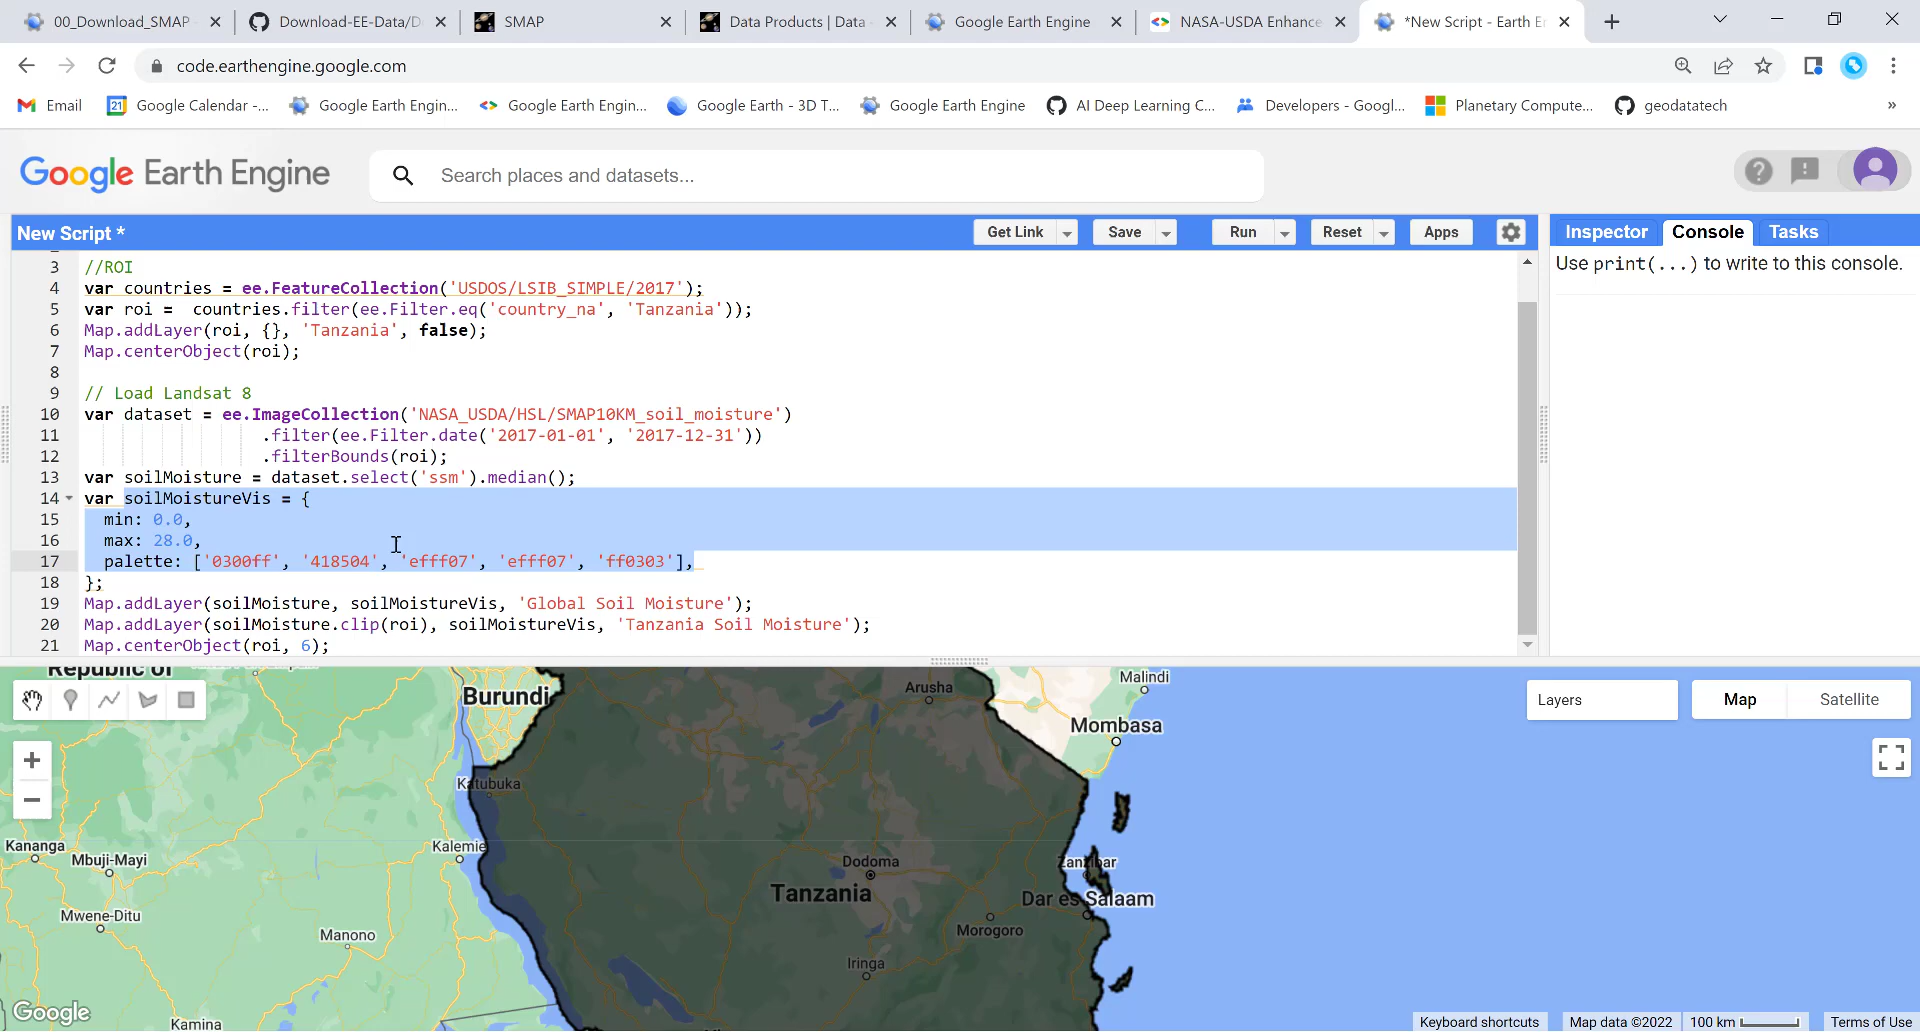 00_Download_SMAP
Download-EE-Data/D
SMAP
Data Products | Data
Google Earth Engine
NASA-USDA Enhance
*New Script - Earth E
code.earthengine.google.com
Email
Google Calendar -...
Google Earth Engin...
Google Earth Engin...
Google Earth - 3D T...
Google Earth Engine
AI Deep Learning C...
Developers - Googl...
Planetary Compute...
geodatatech
»
Google Earth Engine
Search places and datasets...
New Script *
Get Link
Save
Run
Reset
Apps
Inspector
Console
Tasks
Use print(...) to write to this console.
3 //ROI
4 var countries = ee.FeatureCollection('USDOS/LSIB_SIMPLE/2017');
5 var roi =  countries.filter(ee.Filter.eq('country_na', 'Tanzania'));
6 Map.addLayer(roi, {}, 'Tanzania', false);
7 Map.centerObject(roi);
8
9 // Load Landsat 8
10 var dataset = ee.ImageCollection('NASA_USDA/HSL/SMAP10KM_soil_moisture')
11 .filter(ee.Filter.date('2017-01-01', '2017-12-31'))
12 .filterBounds(roi);
13 var soilMoisture = dataset.select('ssm').median();
14 var soilMoistureVis = {
15 min: 0.0,
16 max: 28.0,
17 palette: ['0300ff', '418504', 'efff07', 'efff07', 'ff0303'],
18 };
19 Map.addLayer(soilMoisture, soilMoistureVis, 'Global Soil Moisture');
20 Map.addLayer(soilMoisture.clip(roi), soilMoistureVis, 'Tanzania Soil Moisture');
21 Map.centerObject(roi, 6);
Republic of
Burundi
Arusha
Malindi
Mombasa
Layers
Map
Satellite
Katubuka
Kananga
Mbuji-Mayi
Kalemie
Dodoma
Zanzibar
Tanzania
Dar es Salaam
Mwene-Ditu
Manono
Morogoro
Iringa
Kamina
Google
Keyboard shortcuts
Map data ©2022
100 km
Terms of Use